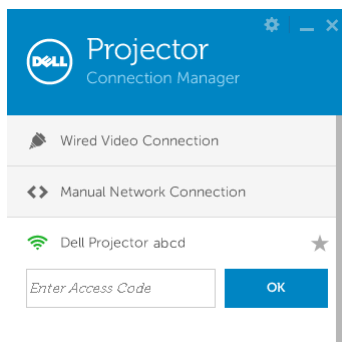 DELL
Projector
Connection Manager
Wired Video Connection
Manual Network Connection
Dell Projector abcd
Enter Access Code
OK